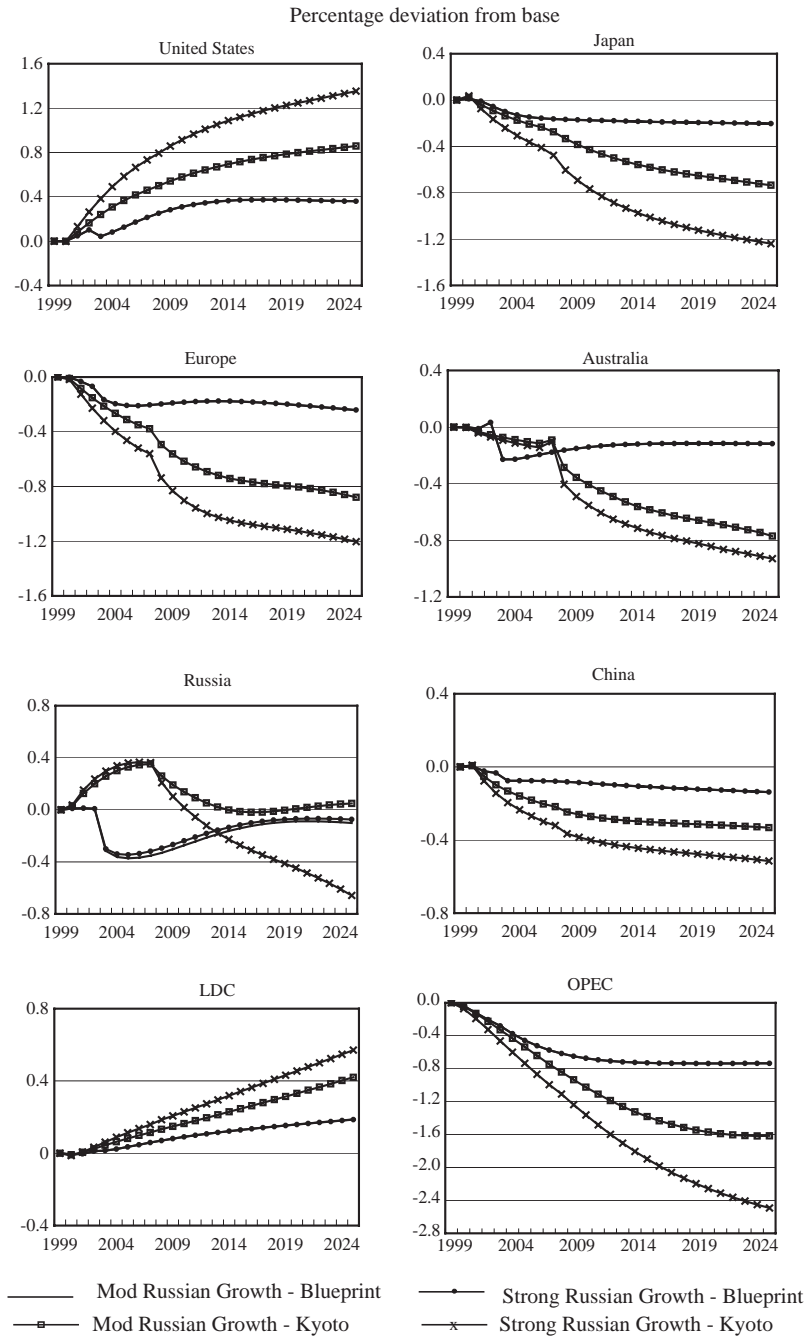 Percentage deviation from base
United States
1.6
1.2
0.8
0.4
0.0
-0.4
1999 2004 2009 2014 2019 2024
Japan
0.4
0.0
-0.4
-0.8
-1.2
-1.6
1999 2004 2009 2014 2019 2024
Europe
0.0
-0.4
-0.8
-1.2
-1.6
1999 2004 2009 2014 2019 2024
Australia
0.4
0.0
-0.4
-0.8
-1.2
1999 2004 2009 2014 2019 2024
Russia
0.8
0.4
0.0
-0.4
-0.8
1999 2004 2009 2014 2019 2024
China
0.4
0.0
-0.4
-0.8
1999 2004 2009 2014 2019 2024
LDC
0.8
0.4
0
-0.4
1999 2004 2009 2014 2019 2024
OPEC
0.0
-0.4
-0.8
-1.2
-1.6
-2.0
-2.4
-2.8
1999 2004 2009 2014 2019 2024
Mod Russian Growth - Blueprint
Strong Russian Growth - Blueprint
Mod Russian Growth - Kyoto
Strong Russian Growth - Kyoto